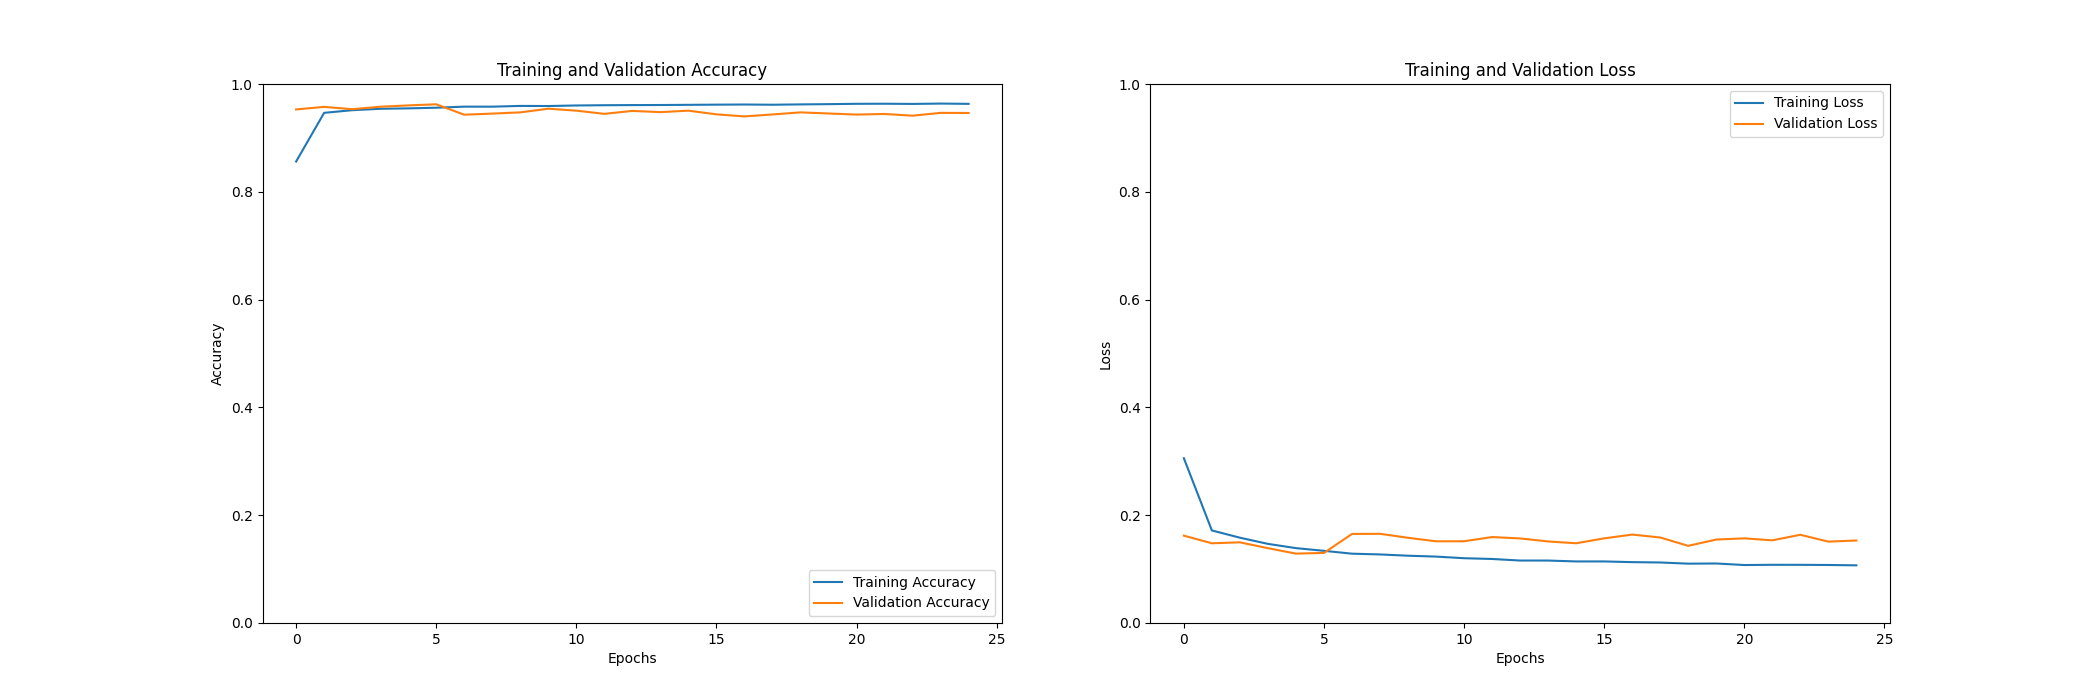 Training and Validation Accuracy
1.0
0.8
0.6
0.4
0.2
0.0
Accuracy
Training Accuracy
Validation Accuracy
0 5 10 15 20 25
Epochs
Training and Validation Loss
Training Loss
Validation Loss
1.0
0.8
0.6
0.4
0.2
0.0
Loss
0 5 10 15 20 25
Epochs